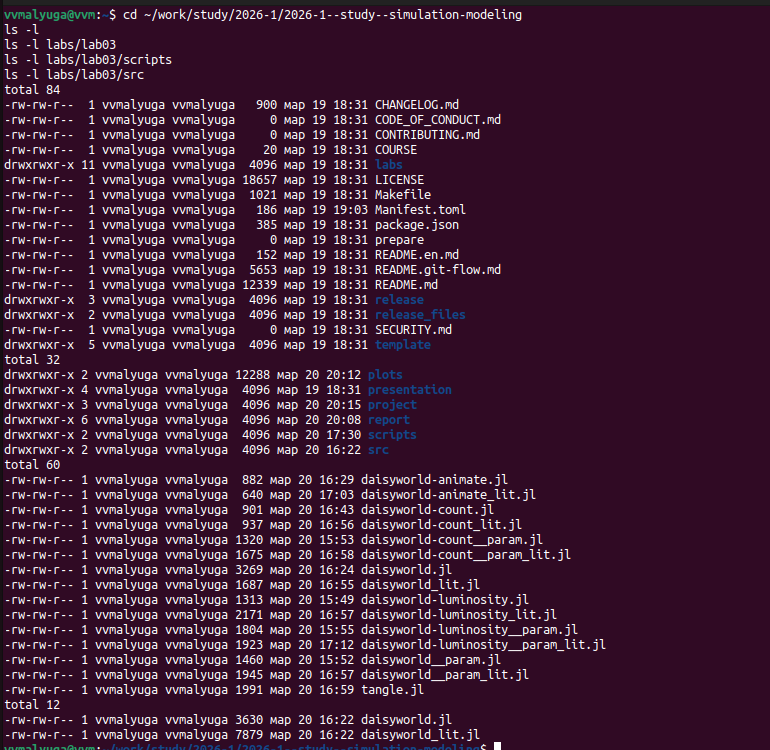 vvmalyuga@vvm:~$ cd ~/work/study/2026-1/2026-1--study--simulation-modeling
ls -l
ls -l labs/lab03
ls -l labs/lab03/scripts
ls -l labs/lab03/src
total 84
-rw-rw-r-- 1 vvmalyuga vvmalyuga 900 мар 19 18:31 CHANGELOG.md
-rw-rw-r-- 1 vvmalyuga vvmalyuga 0 мар 19 18:31 CODE_OF_CONDUCT.md
-rw-rw-r-- 1 vvmalyuga vvmalyuga 0 мар 19 18:31 CONTRIBUTING.md
-rw-rw-r-- 1 vvmalyuga vvmalyuga 20 мар 19 18:31 COURSE
drwxrwxr-x 11 vvmalyuga vvmalyuga 4096 мар 19 18:31 labs
-rw-rw-r-- 1 vvmalyuga vvmalyuga 18657 мар 19 18:31 LICENSE
-rw-rw-r-- 1 vvmalyuga vvmalyuga 1021 мар 19 18:31 Makefile
-rw-rw-r-- 1 vvmalyuga vvmalyuga 186 мар 19 19:03 Manifest.toml
-rw-rw-r-- 1 vvmalyuga vvmalyuga 385 мар 19 18:31 package.json
-rw-rw-r-- 1 vvmalyuga vvmalyuga 0 мар 19 18:31 prepare
-rw-rw-r-- 1 vvmalyuga vvmalyuga 152 мар 19 18:31 README.en.md
-rw-rw-r-- 1 vvmalyuga vvmalyuga 5653 мар 19 18:31 README.git-flow.md
-rw-rw-r-- 1 vvmalyuga vvmalyuga 12339 мар 19 18:31 README.md
drwxrwxr-x 3 vvmalyuga vvmalyuga 4096 мар 19 18:31 release
drwxrwxr-x 2 vvmalyuga vvmalyuga 4096 мар 19 18:31 release_files
-rw-rw-r-- 1 vvmalyuga vvmalyuga 0 мар 19 18:31 SECURITY.md
drwxrwxr-x 5 vvmalyuga vvmalyuga 4096 мар 19 18:31 template
total 32
drwxrwxr-x 2 vvmalyuga vvmalyuga 12288 мар 20 20:12 plots
drwxrwxr-x 4 vvmalyuga vvmalyuga 4096 мар 19 18:31 presentation
drwxrwxr-x 3 vvmalyuga vvmalyuga 4096 мар 20 20:15 project
drwxrwxr-x 6 vvmalyuga vvmalyuga 4096 мар 20 20:08 report
drwxrwxr-x 2 vvmalyuga vvmalyuga 4096 мар 20 17:30 scripts
drwxrwxr-x 2 vvmalyuga vvmalyuga 4096 мар 20 16:22 src
total 60
-rw-rw-r-- 1 vvmalyuga vvmalyuga 882 мар 20 16:29 daisyworld-animate.jl
-rw-rw-r-- 1 vvmalyuga vvmalyuga 640 мар 20 17:03 daisyworld-animate_lit.jl
-rw-rw-r-- 1 vvmalyuga vvmalyuga 901 мар 20 16:43 daisyworld-count.jl
-rw-rw-r-- 1 vvmalyuga vvmalyuga 937 мар 20 16:56 daisyworld-count_lit.jl
-rw-rw-r-- 1 vvmalyuga vvmalyuga 1320 мар 20 15:53 daisyworld-count__param.jl
-rw-rw-r-- 1 vvmalyuga vvmalyuga 1675 мар 20 16:58 daisyworld-count__param_lit.jl
-rw-rw-r-- 1 vvmalyuga vvmalyuga 3269 мар 20 16:24 daisyworld.jl
-rw-rw-r-- 1 vvmalyuga vvmalyuga 1687 мар 20 16:55 daisyworld_lit.jl
-rw-rw-r-- 1 vvmalyuga vvmalyuga 1313 мар 20 15:49 daisyworld-luminosity.jl
-rw-rw-r-- 1 vvmalyuga vvmalyuga 2171 мар 20 16:57 daisyworld-luminosity_lit.jl
-rw-rw-r-- 1 vvmalyuga vvmalyuga 1804 мар 20 15:55 daisyworld-luminosity__param.jl
-rw-rw-r-- 1 vvmalyuga vvmalyuga 1923 мар 20 17:12 daisyworld-luminosity__param_lit.jl
-rw-rw-r-- 1 vvmalyuga vvmalyuga 1460 мар 20 15:52 daisyworld__param.jl
-rw-rw-r-- 1 vvmalyuga vvmalyuga 1945 мар 20 16:57 daisyworld__param_lit.jl
-rw-rw-r-- 1 vvmalyuga vvmalyuga 1991 мар 20 16:59 tangle.jl
total 12
-rw-rw-r-- 1 vvmalyuga vvmalyuga 3630 мар 20 16:22 daisyworld.jl
-rw-rw-r-- 1 vvmalyuga vvmalyuga 7879 мар 20 16:22 daisyworld_lit.jl
vvmalyuga@vvm:~/work/study/2026-1/2026-1--study--simulation-modeling$